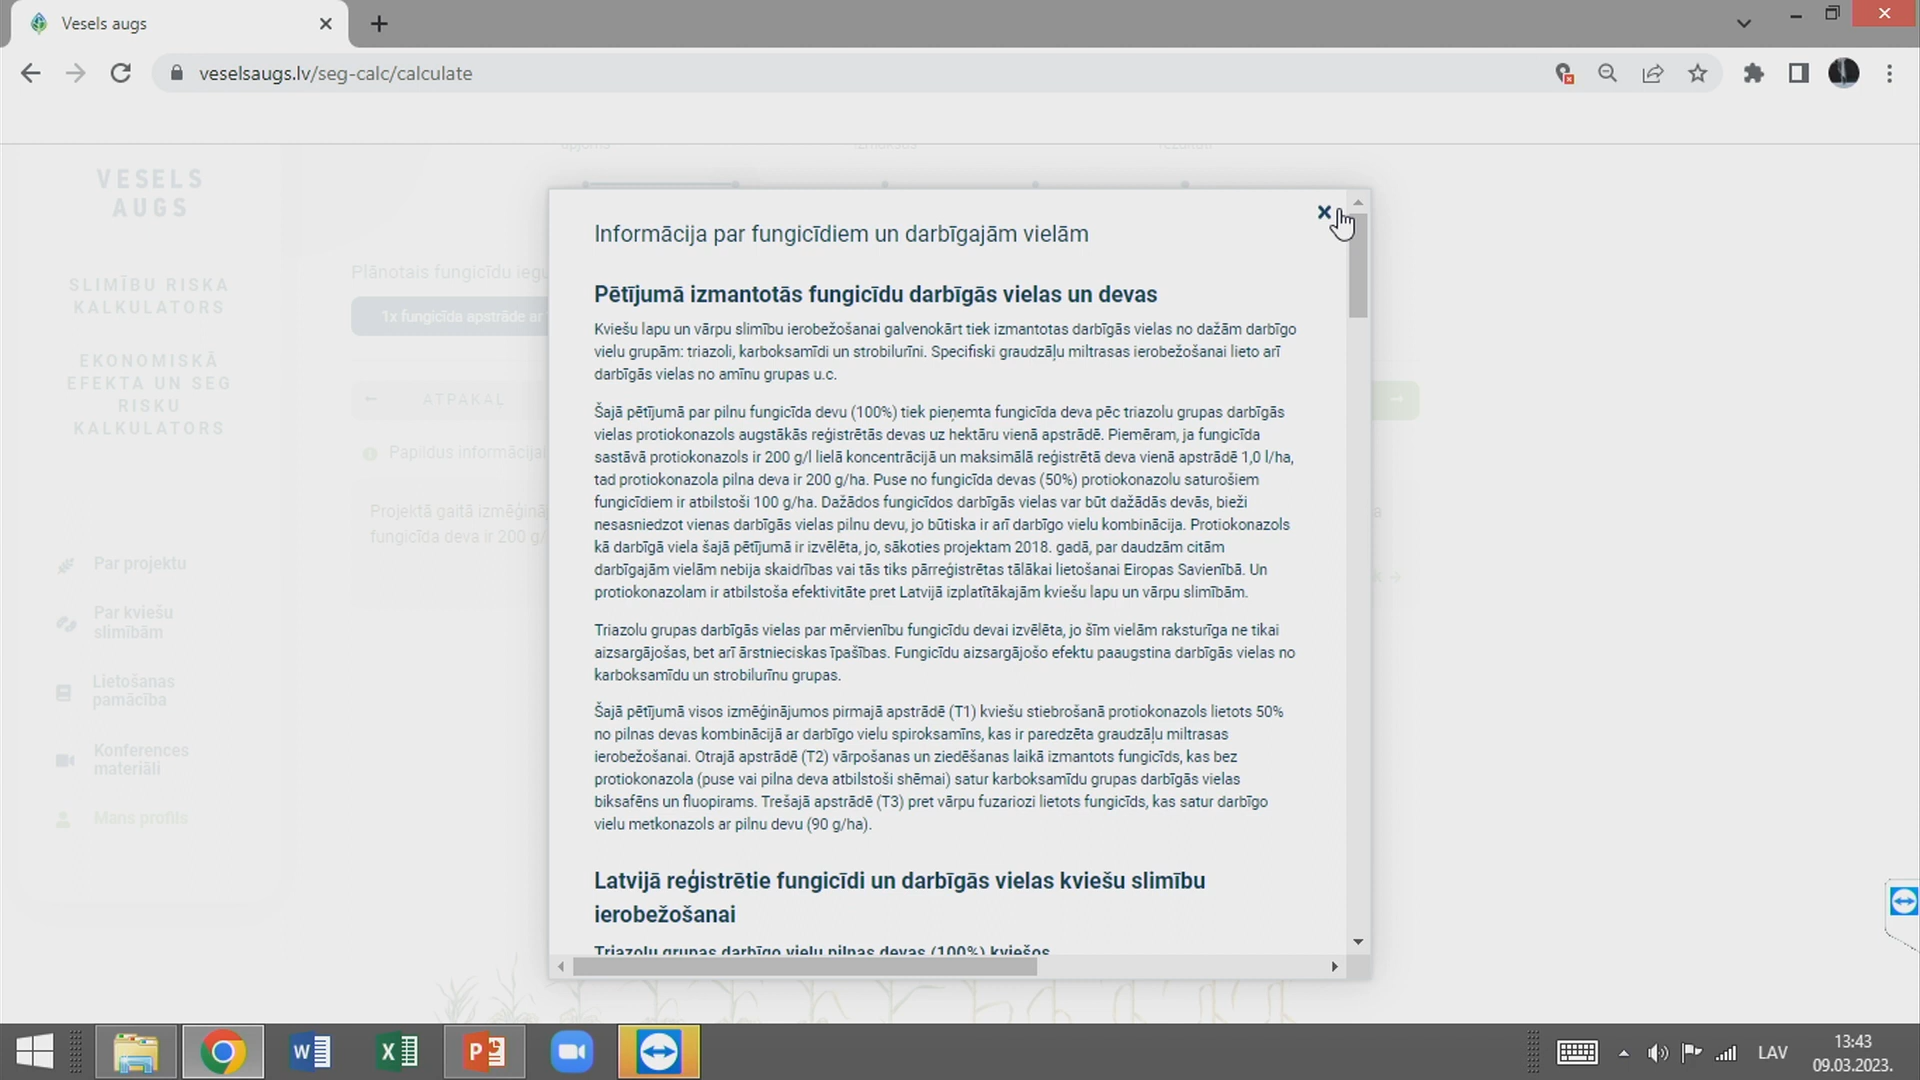 Vesels augs
veselsaugs.lv/seg-calc/calculate
apjoms
izmaksas
rezultāti
VESELS
AUGS
SLIMĪBU RISKA
KALKULATORS
EKONOMISKĀ
EFEKTA UN SEG
RISKU
KALKULATORS
Par projektu
Par kviešu
slimībām
Lietošanas
pamācība
Konferences
materiāli
Mans profils
Plānotais fungicīdu iegu
1x fungicīda apstrāde ar
ATPAKAĻ
Papildus informācijai
Projektā gaitā izmēģināj
fungicīda deva ir 200 g/
Informācija par fungicīdiem un darbīgajām vielām
Pētījumā izmantotās fungicīdu darbīgās vielas un devas
Kviešu lapu un vārpu slimību ierobežošanai galvenokārt tiek izmantotas darbīgās vielas no dažām darbīgo
vielu grupām: triazoli, karboksamīdi un strobilurīni. Specifiski graudzāļu miltrasas ierobežošanai lieto arī
darbīgās vielas no amīnu grupas u.c.
Šajā pētījumā par pilnu fungicīda devu (100%) tiek pieņemta fungicīda deva pēc triazolu grupas darbīgās
vielas protiokonazols augstākās reģistrētās devas uz hektāru vienā apstrādē. Piemēram, ja fungicīda
sastāvā protiokonazols ir 200 g/l lielā koncentrācijā un maksimālā reģistrētā deva vienā apstrādē 1,0 l/ha,
tad protiokonazola pilna deva ir 200 g/ha. Puse no fungicīda devas (50%) protiokonazolu saturošiem
fungicīdiem ir atbilstoši 100 g/ha. Dažādos fungicīdos darbīgās vielas var būt dažādās devās, bieži
nesasniedzot vienas darbīgās vielas pilnu devu, jo būtiska ir arī darbīgo vielu kombinācija. Protiokonazols
kā darbīgā viela šajā pētījumā ir izvēlēta, jo, sākoties projektam 2018. gadā, par daudzām citām
darbīgajām vielām nebija skaidrības vai tās tiks pārreģistrētas tālākai lietošanai Eiropas Savienībā. Un
protiokonazolam ir atbilstoša efektivitāte pret Latvijā izplatītākajām kviešu lapu un vārpu slimībām.
Triazolu grupas darbīgās vielas par mērvienību fungicīdu devai izvēlēta, jo šīm vielām raksturīga ne tikai
aizsargājošas, bet arī ārstnieciskas īpašības. Fungicīdu aizsargājošo efektu paaugstina darbīgās vielas no
karboksamīdu un strobilurīnu grupas.
Šajā pētījumā visos izmēģinājumos pirmajā apstrādē (T1) kviešu stiebrošanā protiokonazols lietots 50%
no pilnas devas kombinācijā ar darbīgo vielu spiroksamīns, kas ir paredzēta graudzāļu miltrasas
ierobežošanai. Otrajā apstrādē (T2) vārpošanas un ziedēšanas laikā izmantots fungicīds, kas bez
protiokonazola (puse vai pilna deva atbilstoši shēmai) satur karboksamīdu grupas darbīgās vielas
biksafēns un fluopirams. Trešajā apstrādē (T3) pret vārpu fuzariozi lietots fungicīds, kas satur darbīgo
vielu metkonazols ar pilnu devu (90 g/ha).
Latvijā reģistrētie fungicīdi un darbīgās vielas kviešu slimību
ierobežošanai
Triazolu grupas darbīgo vielu pilnas devas (100%) kviešos
LAV
13:43
09.03.2023.